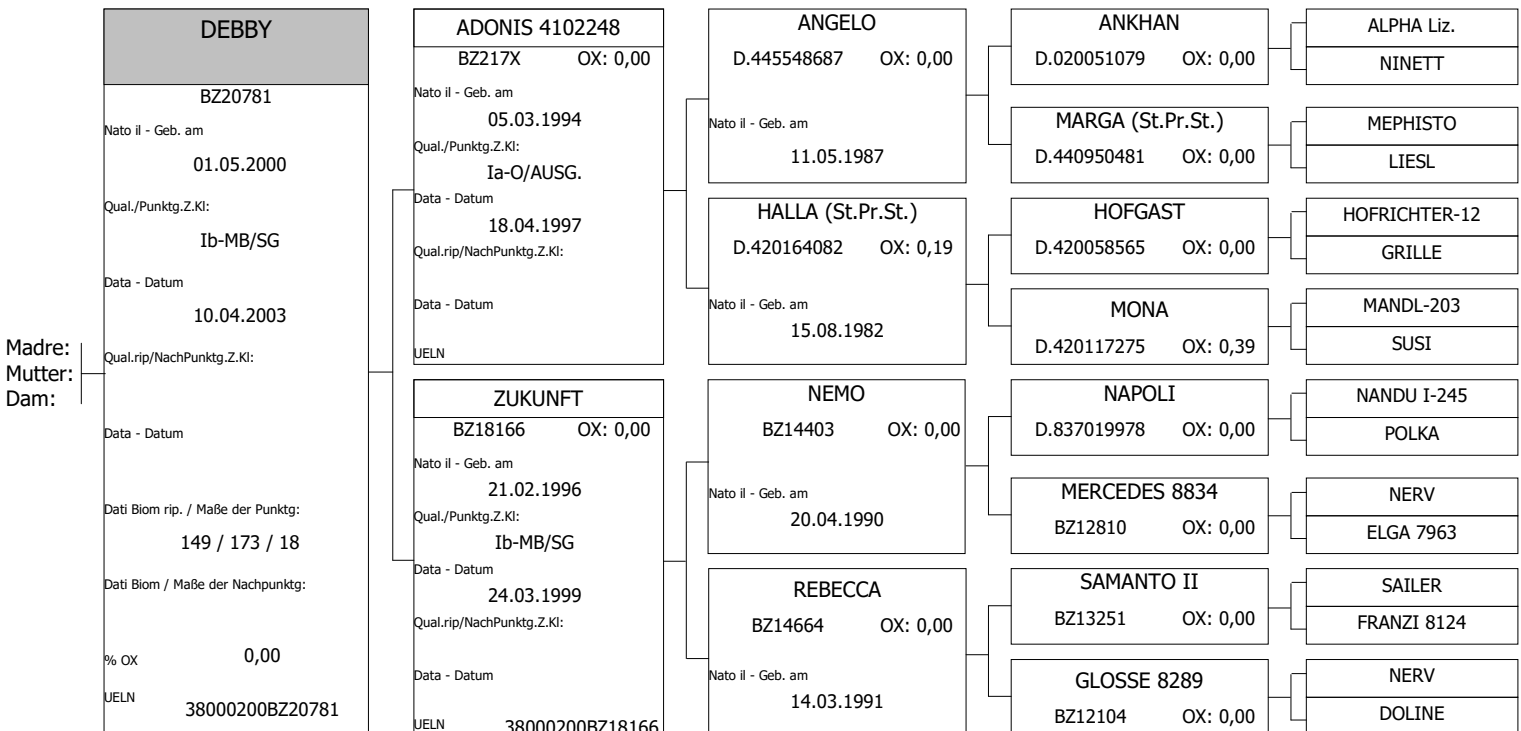 Madre:
Mutter:
Dam:
DEBBY
BZ20781
Nato il - Geb. am
01.05.2000
Qual./Punktg.Z.Kl:
Ib-MB/SG
Data - Datum
10.04.2003
Qual.rip/NachPunktg.Z.Kl:
Data - Datum
Dati Biom rip. / Maße der Punktg:
149 / 173 / 18
Dati Biom / Maße der Nachpunktg:
% OX 0,00
UELN 38000200BZ20781
ADONIS 4102248
BZ217X OX: 0,00
Nato il - Geb. am
05.03.1994
Qual./Punktg.Z.Kl:
Ia-O/AUSG.
Data - Datum
18.04.1997
Qual.rip/NachPunktg.Z.Kl:
Data - Datum
UELN
ZUKUNFT
BZ18166 OX: 0,00
Nato il - Geb. am
21.02.1996
Qual./Punktg.Z.Kl:
Ib-MB/SG
Data - Datum
24.03.1999
Qual.rip/NachPunktg.Z.Kl:
Data - Datum
UELN 38000200BZ18166
ANGELO
D.445548687 OX: 0,00
Nato il - Geb. am
11.05.1987
HALLA (St.Pr.St.)
D.420164082 OX: 0,19
Nato il - Geb. am
15.08.1982
NEMO
BZ14403 OX: 0,00
Nato il - Geb. am
20.04.1990
REBECCA
BZ14664 OX: 0,00
Nato il - Geb. am
14.03.1991
ANKHAN
D.020051079 OX: 0,00
MARGA (St.Pr.St.)
D.440950481 OX: 0,00
HOFGAST
D.420058565 OX: 0,00
MONA
D.420117275 OX: 0,39
NAPOLI
D.837019978 OX: 0,00
MERCEDES 8834
BZ12810 OX: 0,00
SAMANTO II
BZ13251 OX: 0,00
GLOSSE 8289
BZ12104 OX: 0,00
ALPHA Liz.
NINETT
MEPHISTO
LIESL
HOFRICHTER-12
GRILLE
MANDL-203
SUSI
NANDU I-245
POLKA
NERV
ELGA 7963
SAILER
FRANZI 8124
NERV
DOLINE